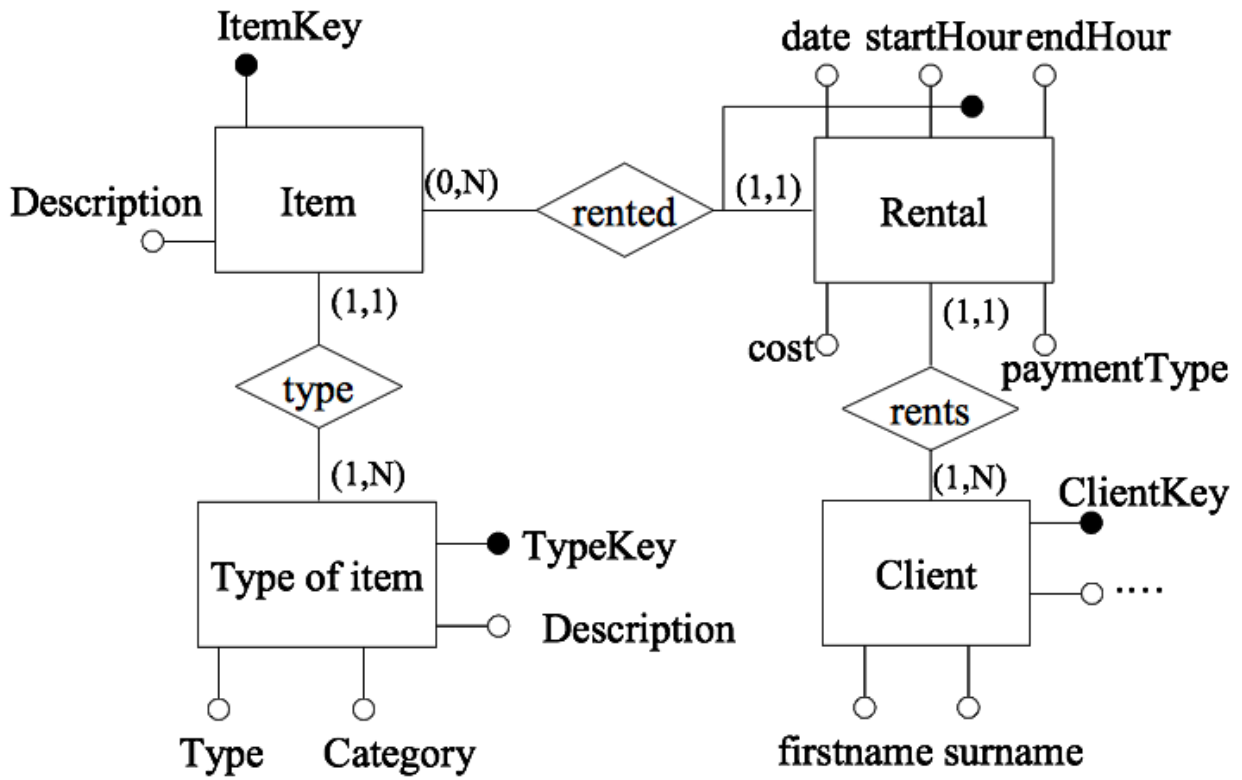 ItemKey
date startHour endHour
Description
Item
(0,N)
rented
(1,1)
Rental
(1,1)
(1,1)
cost
paymentType
type
rents
(1,N)
(1,N)
ClientKey
TypeKey
Type of item
Client
....
Description
Type
Category
firstname surname